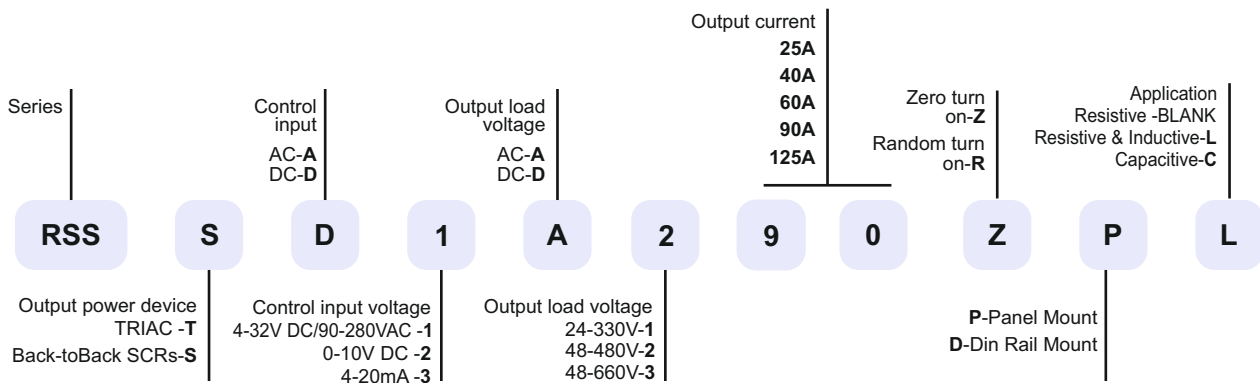 Output current
25A
40A
60A
90A
125A
Series
Control
input
AC-A
DC-D
Output load
voltage
AC-A
DC-D
Zero turn
on-Z
Random turn
on-R
Application
Resistive -BLANK
Resistive & Inductive-L
Capacitive-C
RSS S D 1 A 2 9 0 Z P L
Output power device
TRIAC -T
Back-toBack SCRs-S
Control input voltage
4-32V DC/90-280VAC -1
0-10V DC -2
4-20mA -3
Output load voltage
24-330V-1
48-480V-2
48-660V-3
P-Panel Mount
D-Din Rail Mount